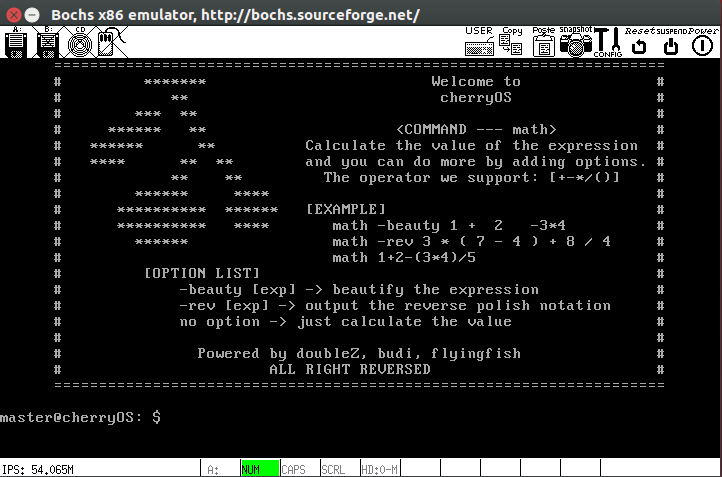 Bochs x86 emulator, http://bochs.sourceforge.net/
A: B: CD USER Copy Paste snapshot CONFIG Reset SUSPEND Power
==================================================================== 
# ******* Welcome to #
# ** cherryOS #
# *** ** #
# ****** ** <COMMAND --- math> #
# ****** ** Calculate the value of the expression #
# **** ** ** and you can do more by adding options. #
# ** ** The operator we support: [+-*/()] #
# ****** **** #
# ********** ****** [EXAMPLE] #
# ********** **** math -beauty 1 + 2 -3*4 #
# ****** math -rev 3 * ( 7 - 4 ) + 8 / 4 #
# math 1+2-(3*4)/5 #
# [OPTION LIST] #
# -beauty [exp] -> beautify the expression #
# -rev [exp] -> output the reverse polish notation #
# no option -> just calculate the value #
# #
# Powered by doubleZ, budi, flyingfish #
# ALL RIGHT REVERSED #
====================================================================
master@cherryOS: $
IPS: 54.065M A: NUM CAPS SCRL HD:0-M